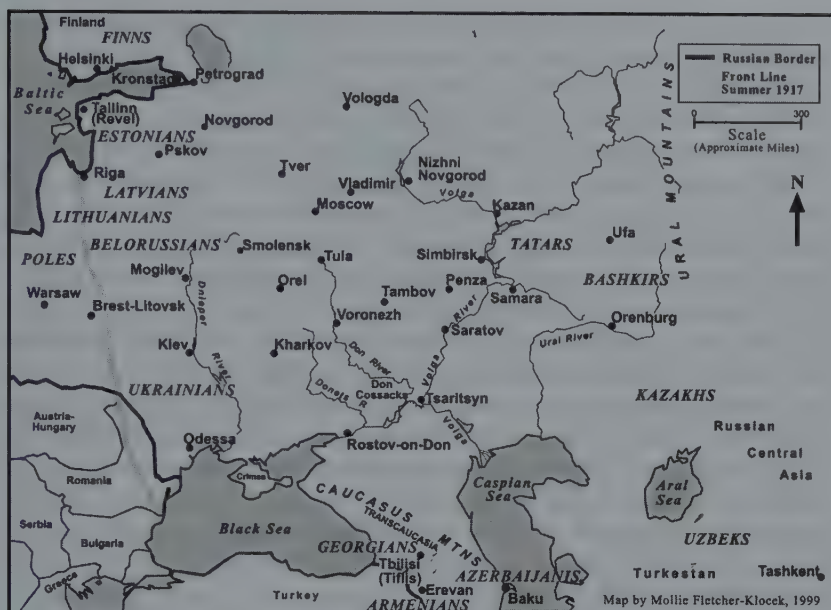 Finland
FINNS
Helsinki
Kronstadt
Petrograd
Baltic
Sea
Tallinn
(Revel)
ESTONIANS
Novgorod
Pskov
Riga
LATVIANS
LITHUANIANS
Vologda
Tver
Vladimir
Moscow
Nizhni
Novgorod
Volga
Kazan
Russian Border
Front Line
Summer 1917
0
300
Scale
(Approximate Miles)
N
URAL MOUNTAINS
BELORUSSIANS
Smolensk
Tula
Simbirsk
TATARS
Ufa
BASHKIRS
POLES
Mogilev
Warsaw
Brest-Litovsk
Dnieper
River
Orel
Tambov
Penza
Samara
Voronezh
Saratov
Volga
River
Orenburg
Ural River
Kiev
Kharkov
Don River
Donets R
Don
Cossacks
Tsaritsyn
Volga
UKRAINIANS
KAZAKHS
Austria-
Hungary
Odessa
Rostov-on-Don
Russian
Central
Asia
Romania
Crimea
Caspian
Sea
Aral
Sea
Serbia
Bulgaria
Black Sea
CAUCASUS MTNS
TRANSCAUCASIA
GEORGIANS
Tbilisi
(Tiflis)
UZBEKS
Greece
Turkey
Erevan
ARMENIANS
AZERBAIJANIS
Baku
Turkestan
Tashkent
Map by Mollie Fletcher-Klocek, 1999